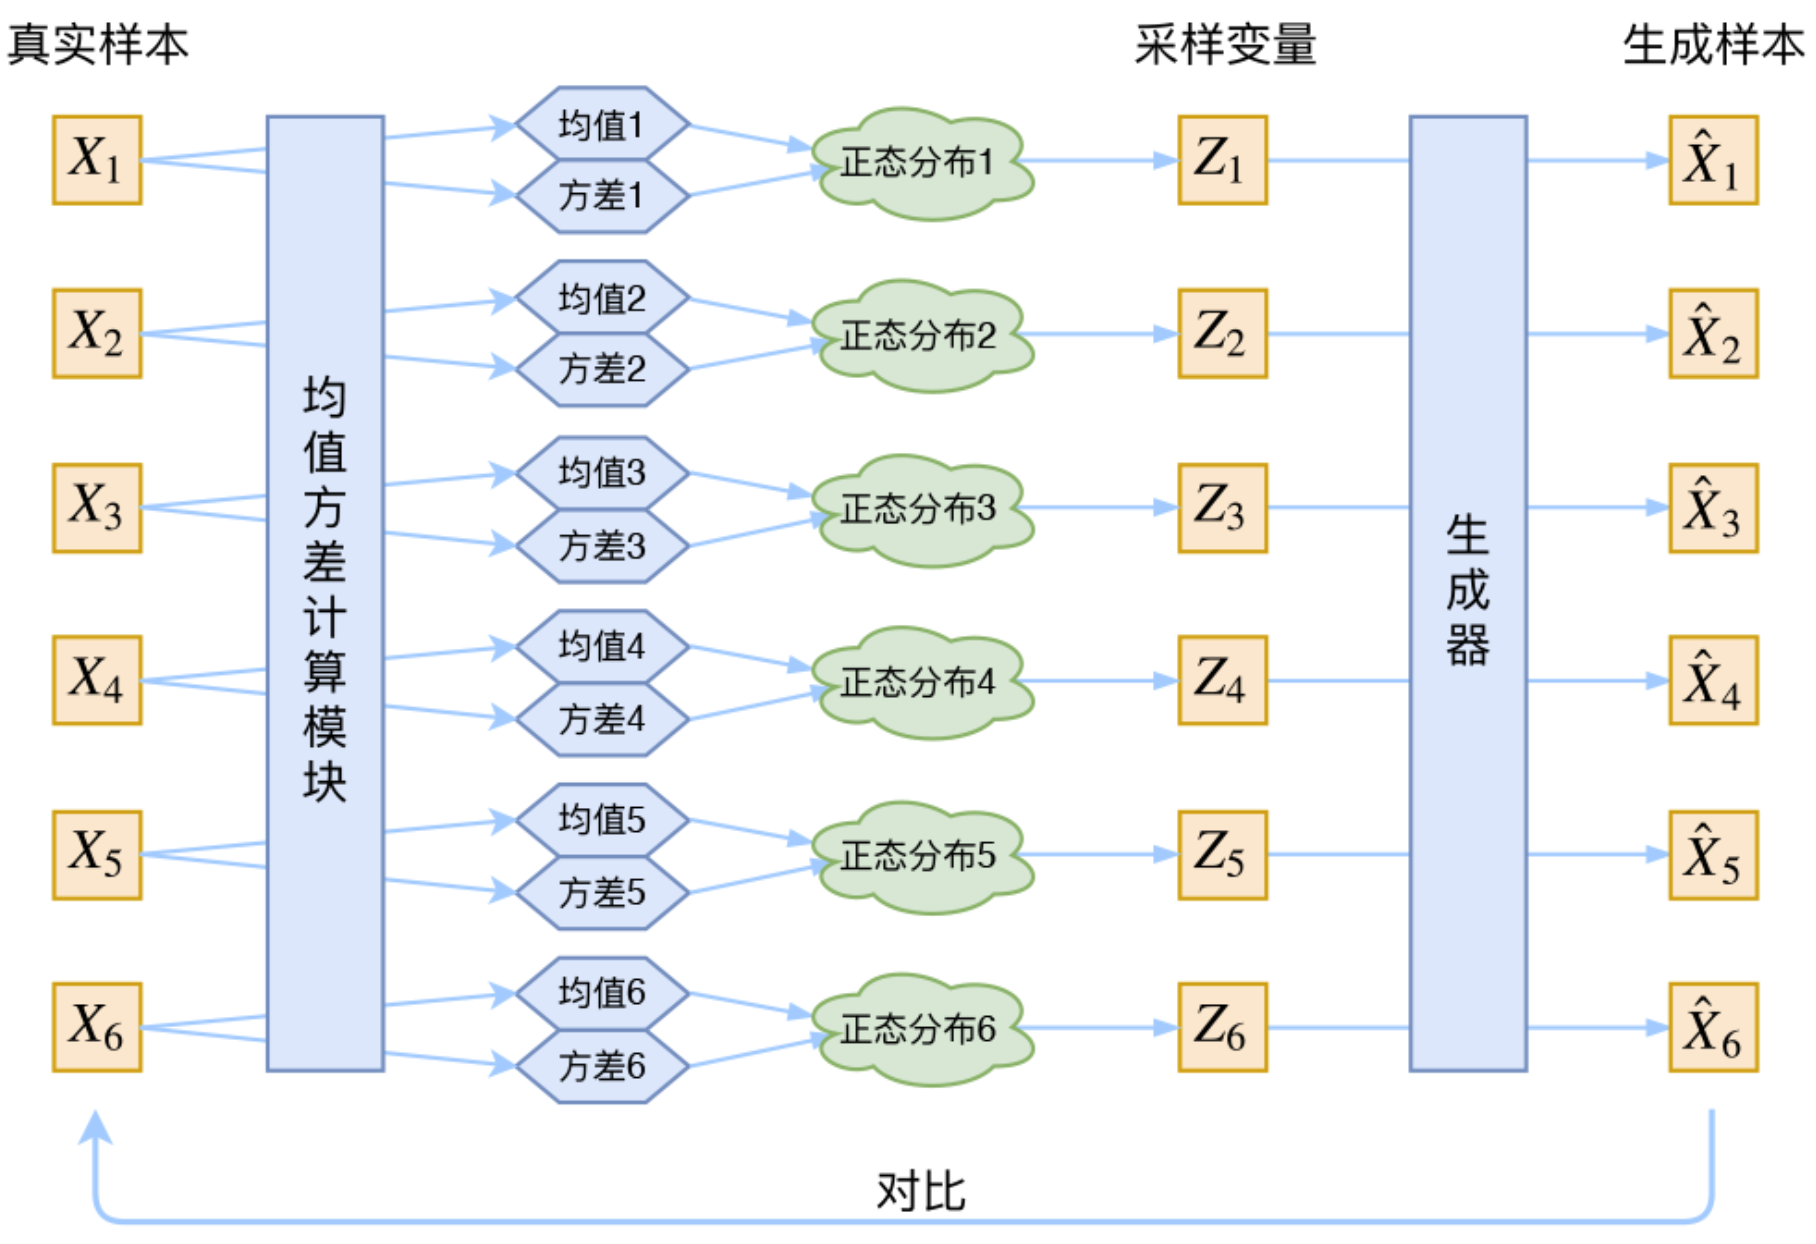 真实样本
采样变量
生成样本
X₁
均值1
方差1
正态分布1
Z₁
X̂₁
X₂
均值2
方差2
正态分布2
Z₂
X̂₂
X₃
均值3
方差3
正态分布3
Z₃
X̂₃
X₄
均值4
方差4
正态分布4
Z₄
X̂₄
X₅
均值5
方差5
正态分布5
Z₅
X̂₅
X₆
均值6
方差6
正态分布6
Z₆
X̂₆
均值方差计算模块
生成器
对比